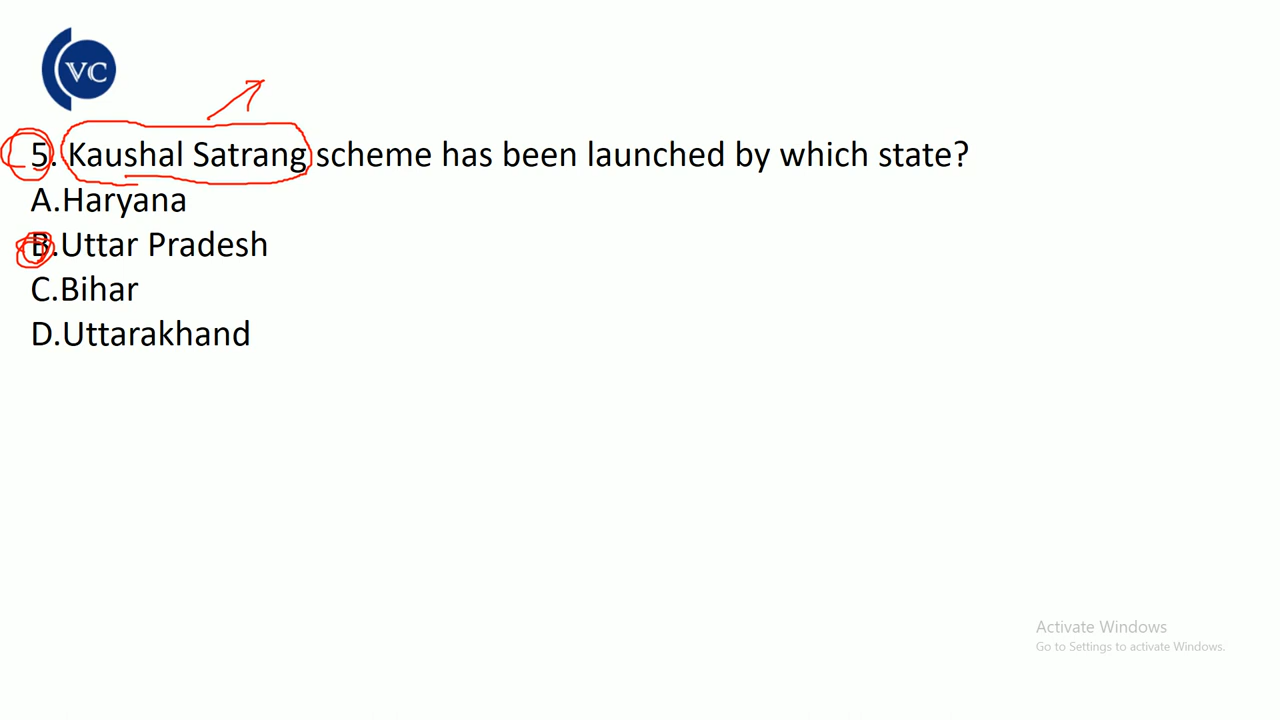 VC
5. Kaushal Satrang scheme has been launched by which state?
A.Haryana
B.Uttar Pradesh
C.Bihar
D.Uttarakhand
Activate Windows
Go to Settings to activate Windows.